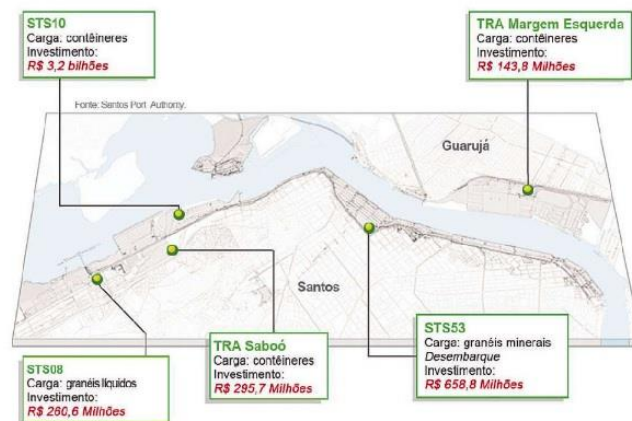 STS10
Carga: contêineres
Investimento:
R$ 3,2 bilhões
TRA Margem Esquerda
Carga: contêineres
Investimento:
R$ 143,8 Milhões
Fonte: Santos Port Authority.
Guarujá
Santos
TRA Saboó
Carga: contêineres
Investimento:
R$ 295,7 Milhões
STS53
Carga: granéis minerais
Desembarque
Investimento:
R$ 658,8 Milhões
STS08
Carga: granéis líquidos
Investimento:
R$ 260,6 Milhões